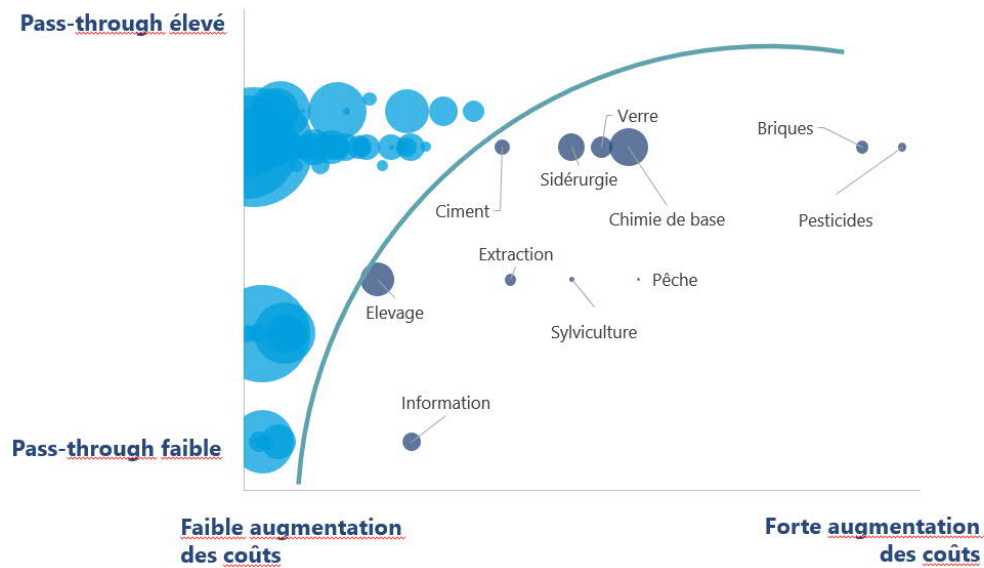 Pass-through élevé
Verre
Briques
Sidérurgie
Ciment
Chimie de base
Pesticides
Extraction
Pêche
Elevage
Sylviculture
Information
Pass-through faible
Faible augmentation
des coûts
Forte augmentation
des coûts